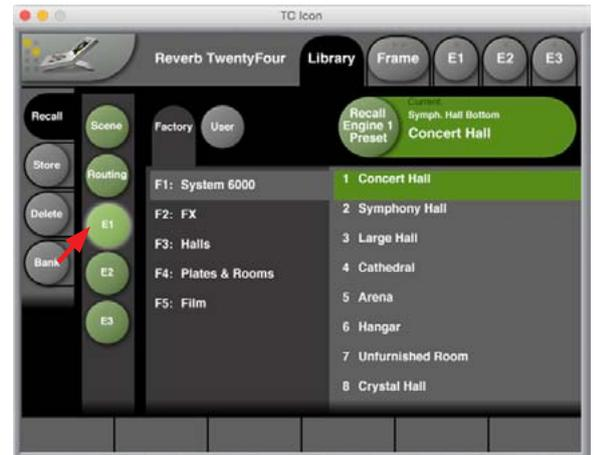 TC Icon
Reverb TwentyFour
Library
Frame
E1
E2
E3
Recall
Store
Delete
Bank
Scene
Routing
E1
E2
E3
Factory
User
Recall
Engine 1
Preset
Current
Symph. Hall Bottom
Concert Hall
F1: System 6000
F2: FX
F3: Halls
F4: Plates & Rooms
F5: Film
1 Concert Hall
2 Symphony Hall
3 Large Hall
4 Cathedral
5 Arena
6 Hangar
7 Unfurnished Room
8 Crystal Hall